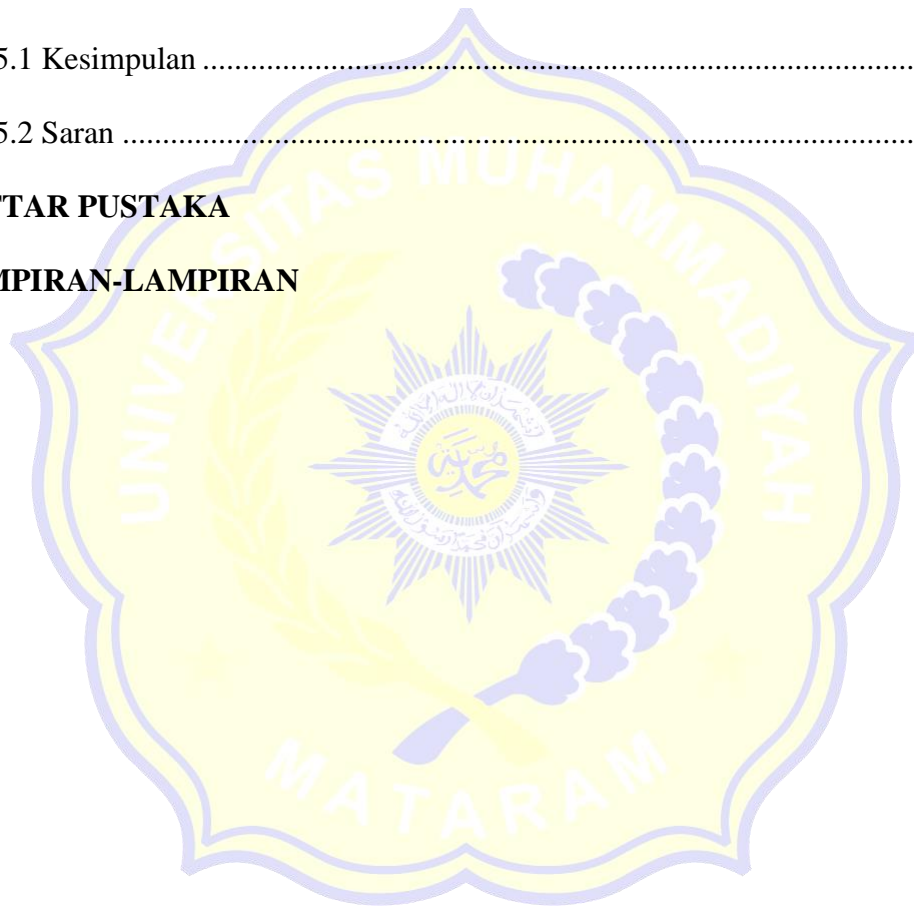 5.1 Kesimpulan ........................................................................................
5.2 Saran ..................................................................................................
TAR PUSTAKA
MPIRAN-LAMPIRAN
UNIVERSITAS MUHAMMADIYAH
MATARAM